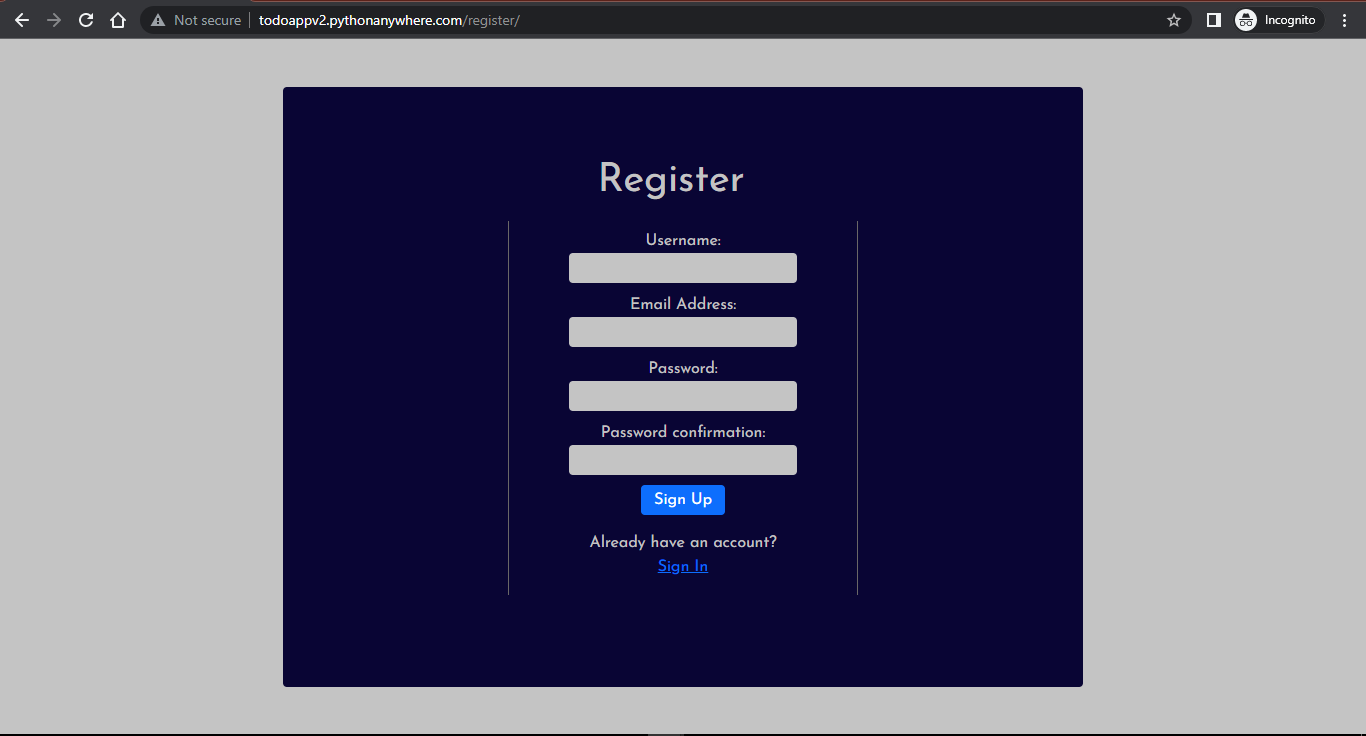 Not secure todoappv2.pythonanywhere.com/register/ Incognito
Register
Username:
Email Address:
Password:
Password confirmation:
Sign Up
Already have an account?
Sign In